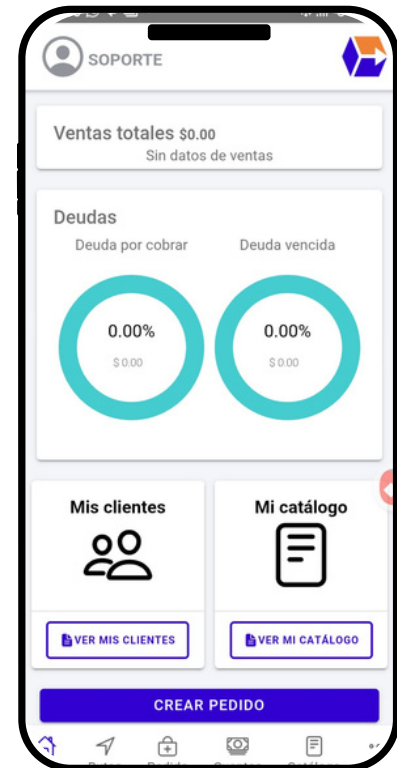 SOPORTE
Ventas totales $0.00
Sin datos de ventas
Deudas
Deuda por cobrar Deuda vencida
0.00% 0.00%
$ 0.00 $ 0.00
Mis clientes Mi catálogo
VER MIS CLIENTES VER MI CATÁLOGO
CREAR PEDIDO